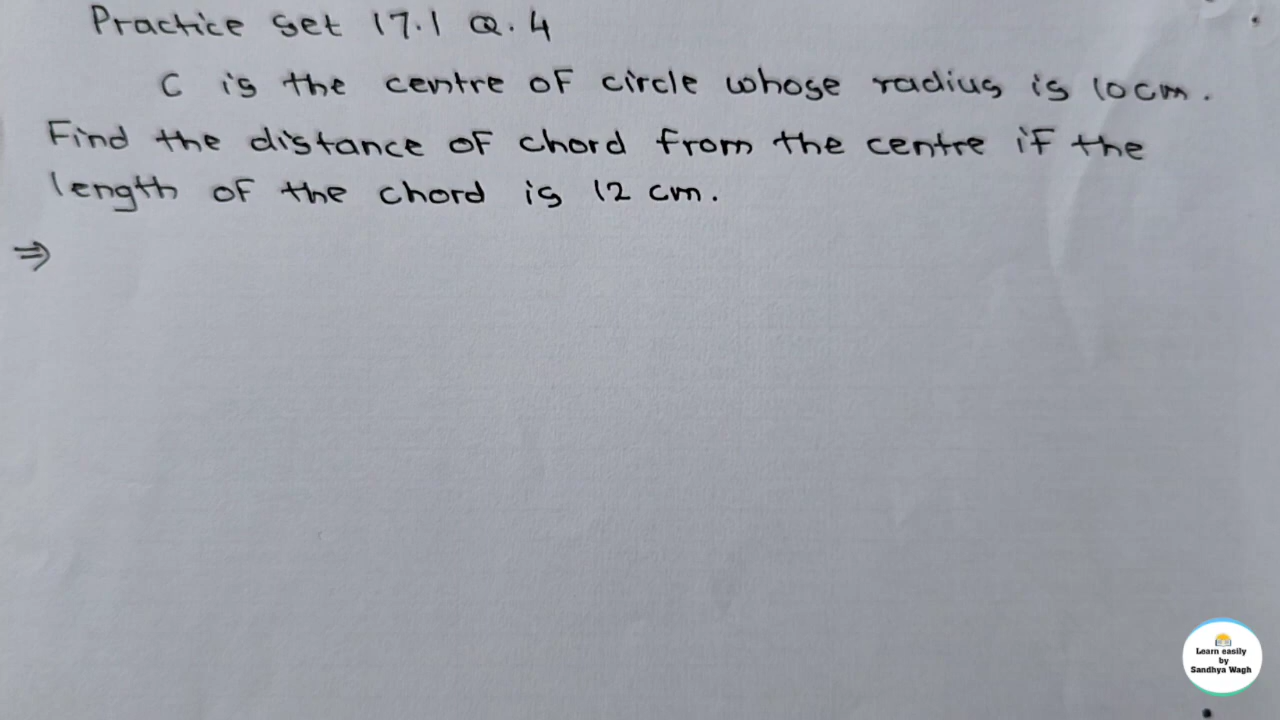 Practice set 17.1 Q.4
C is the centre of circle whose radius is 10cm.
Find the distance of chord from the centre if the
length of the chord is 12 cm.
⇒
Learn easily
by
Sandhya Wagh